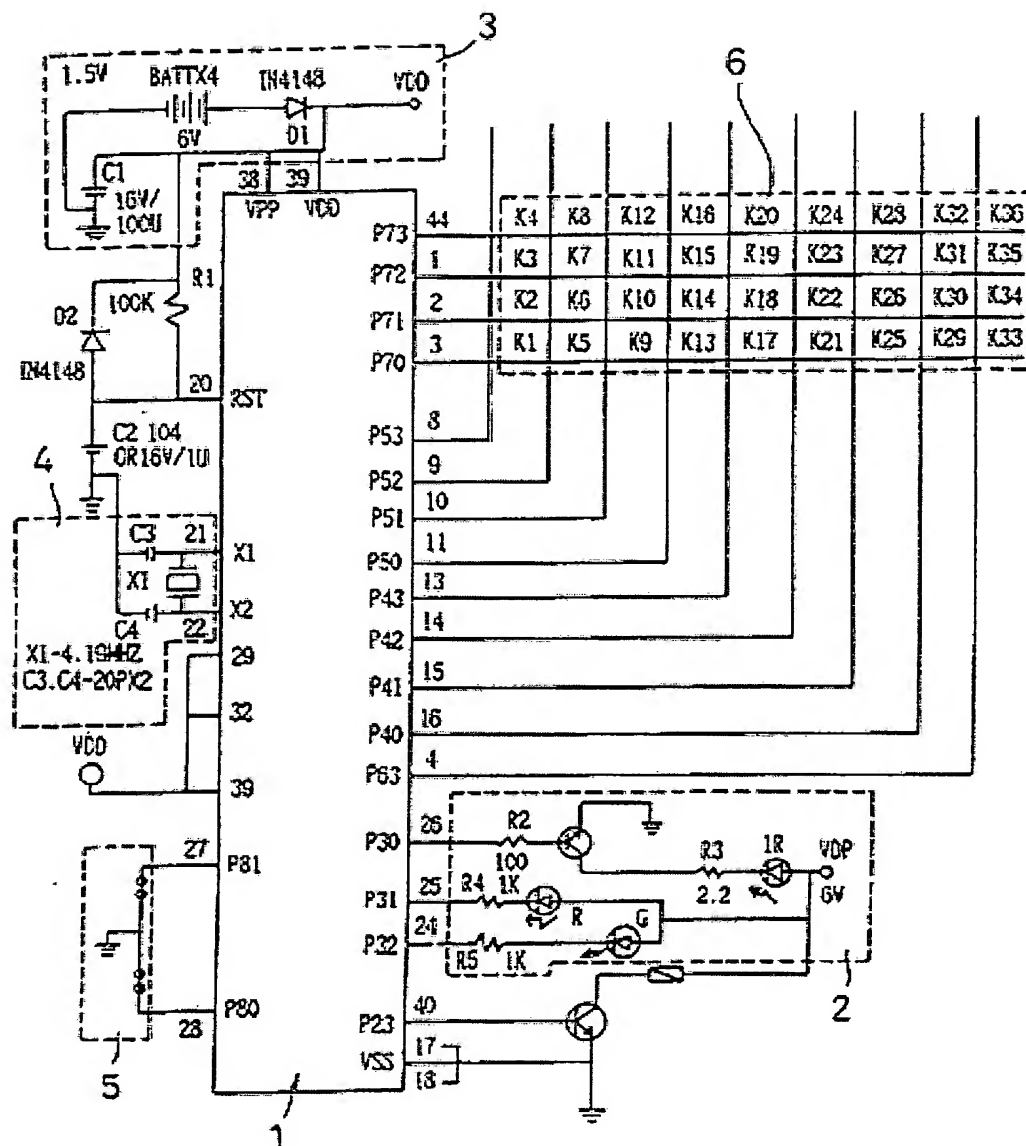 3
1.5V BATTX4 IN4148 VDD
6V D1
C1
16V/
100U
38 39
VPP VDD
6
P73 44 K4 K8 K12 K16 K20 K24 K28 K32 K36
P72 1 K3 K7 K11 K15 K19 K23 K27 K31 K35
P71 2 K2 K6 K10 K14 K18 K22 K26 K30 K34
P70 3 K1 K5 K9 K13 K17 K21 K25 K29 K33
R1
100K
D2
IN4148
20 RST
C2 104
OR16V/1U
4
C3 21 X1
X1
C4 22 X2
X1-4.19MHZ
C3.C4-20PX2
29
32
VDD
39
27 P81
28 P80
5
P53 8
P52 9
P51 10
P50 11
P43 13
P42 14
P41 15
P40 16
P63 4
P30 26 R2 100
R3 2.2 1R VDP 6V
P31 25 R4 1K R
P32 24 R5 1K G
2
P23 40
VSS 17
18
1